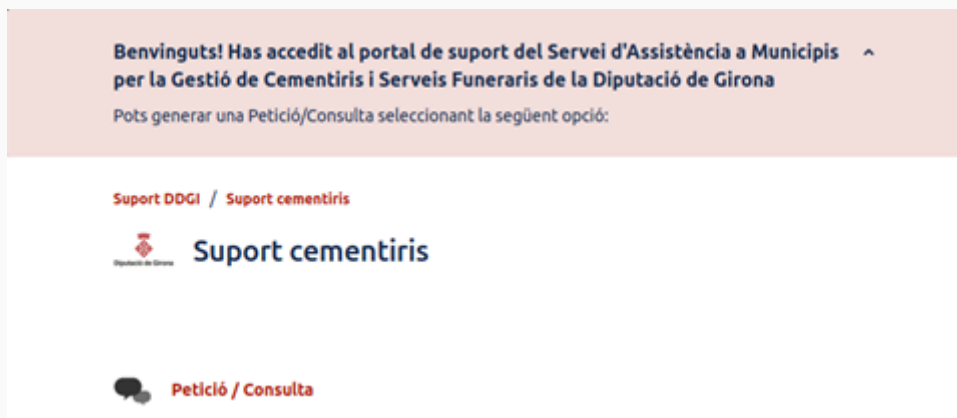 Benvinguts! Has accedit al portal de suport del Servei d'Assistència a Municipis
per la Gestió de Cementiris i Serveis Funeraris de la Diputació de Girona
Pots generar una Petició/Consulta seleccionant la següent opció:
Suport DDGI / Suport cementiris
Diputació de Girona
Suport cementiris
Petició / Consulta